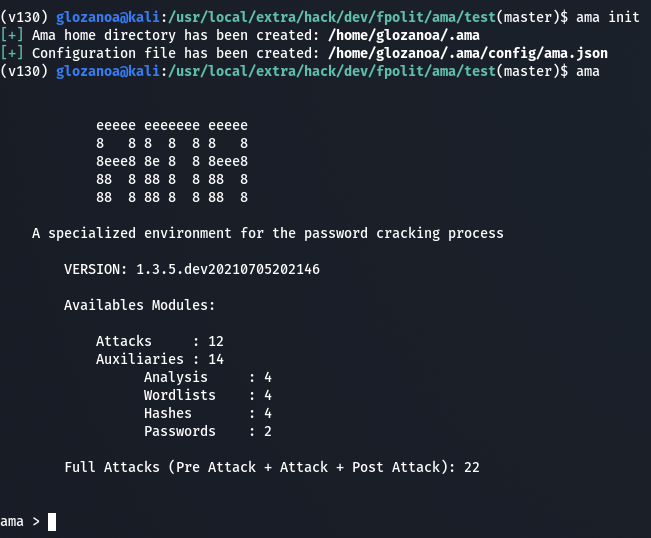 (v130) glozanoa@kali:/usr/local/extra/hack/dev/fpolit/ama/test(master)$ ama init
[+] Ama home directory has been created: /home/glozanoa/.ama
[+] Configuration file has been created: /home/glozanoa/.ama/config/ama.json
(v130) glozanoa@kali:/usr/local/extra/hack/dev/fpolit/ama/test(master)$ ama
eeeee eeeeeee eeeee
8   8 8  8  8 8   8
8eee8 8e 8  8 8eee8
88  8 88 8  8 88  8
88  8 88 8  8 88  8
A specialized environment for the password cracking process
VERSION: 1.3.5.dev20210705202146
Availables Modules:
Attacks     : 12
Auxiliaries : 14
Analysis     : 4
Wordlists    : 4
Hashes       : 4
Passwords    : 2
Full Attacks (Pre Attack + Attack + Post Attack): 22
ama >